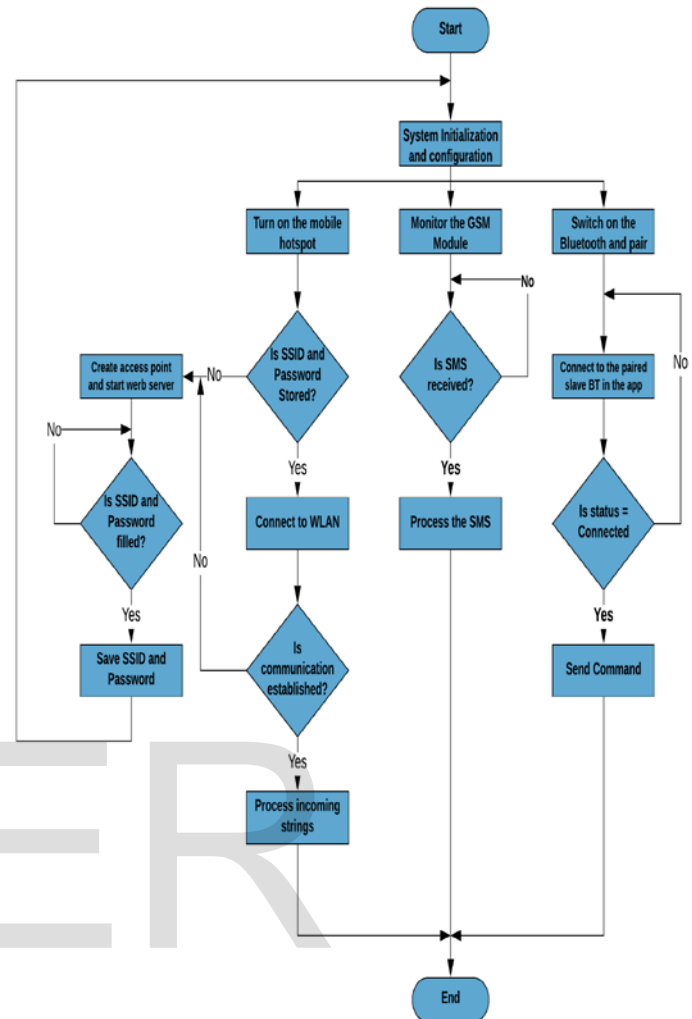 Start
System Initialization
and configuration
Turn on the mobile
hotspot
Monitor the GSM
Module
Switch on the
Bluetooth and pair
No
Is SSID and
Password
Stored?
No
Create access point
and start werb server
Is SMS
received?
Connect to the paired
slave BT in the app
No
No
Is SSID and
Password
filled?
Yes
Connect to WLAN
Yes
Process the SMS
Is status =
Connected
No
Yes
Save SSID and
Password
Is
communication
established?
Yes
Send Command
Yes
Process incoming
strings
End
ER